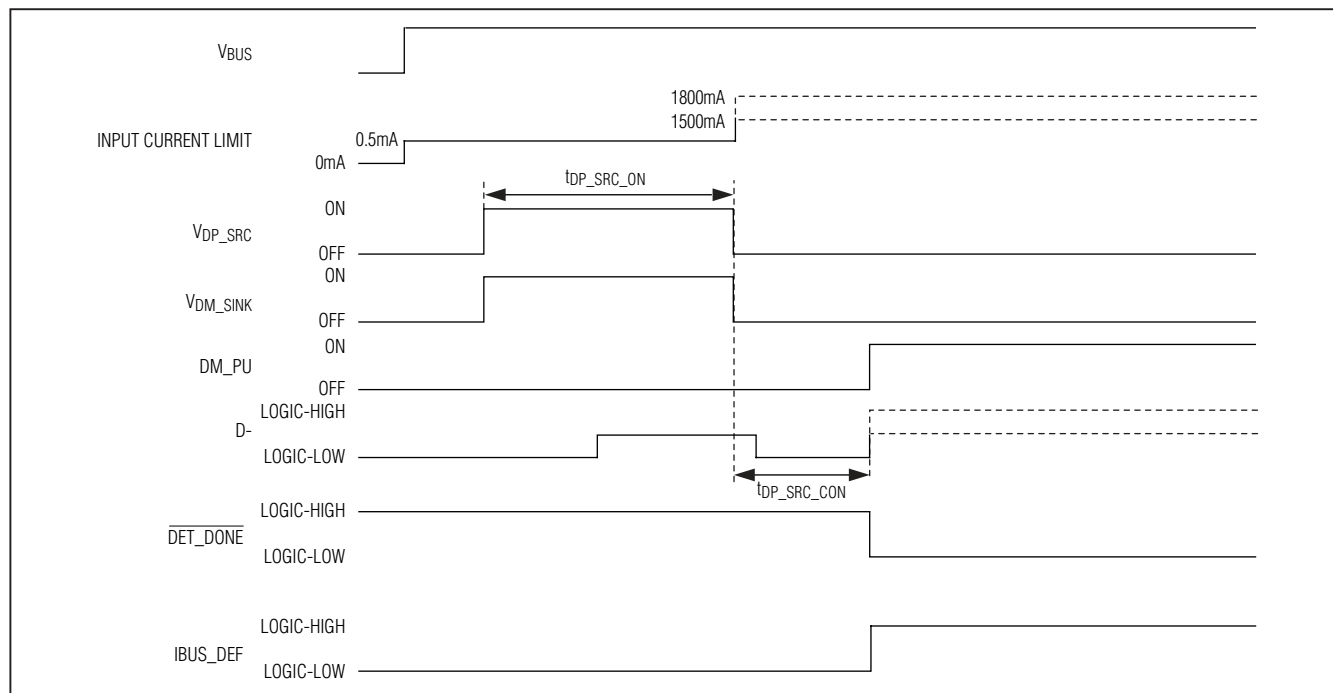 VBUS
1800mA
1500mA
INPUT CURRENT LIMIT
0.5mA
0mA
tDP_SRC_ON
ON
VDP_SRC
OFF
ON
VDM_SINK
OFF
ON
DM_PU
OFF
LOGIC-HIGH
D-
LOGIC-LOW
tDP_SRC_CON
LOGIC-HIGH
DET_DONE
LOGIC-LOW
LOGIC-HIGH
IBUS_DEF
LOGIC-LOW